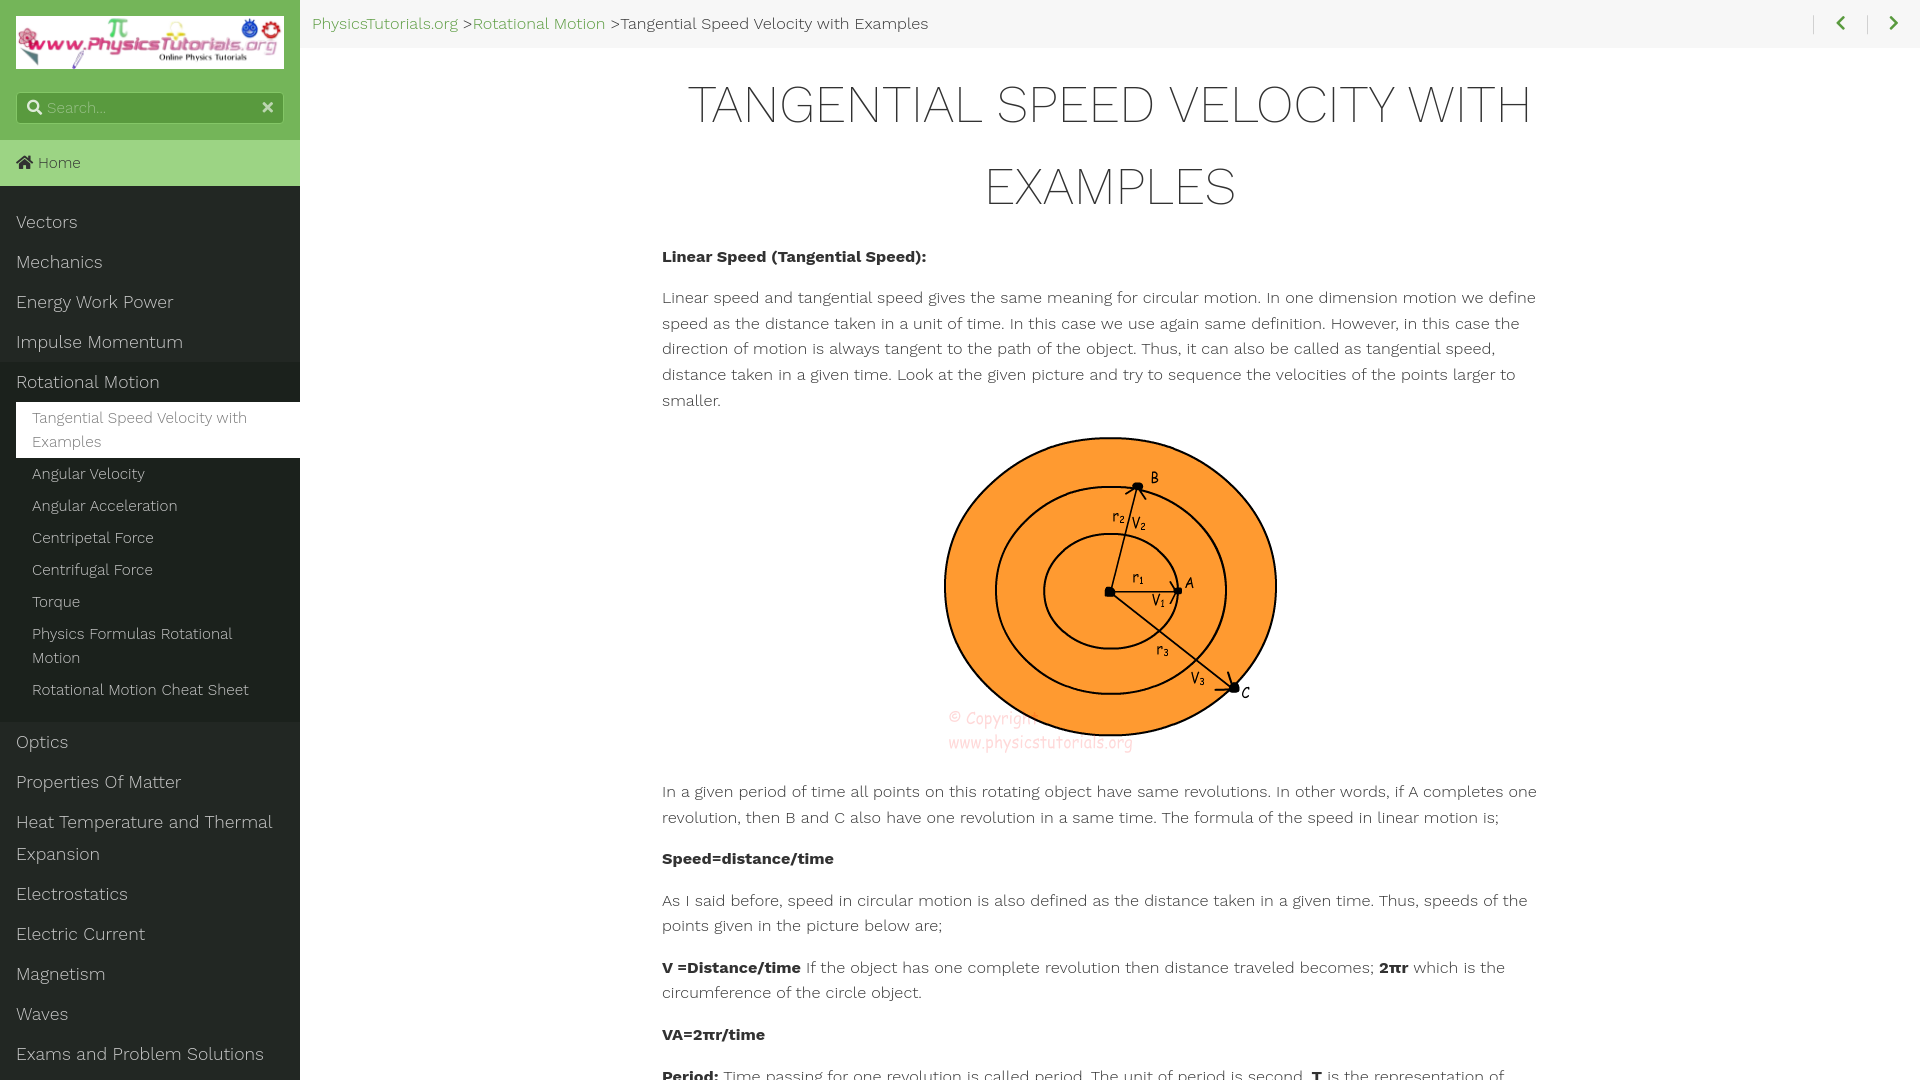 π
www.PhysicsTutorials.org
Online Physics Tutorials
Search...
Home
Vectors
Mechanics
Energy Work Power
Impulse Momentum
Rotational Motion
Tangential Speed Velocity with
Examples
Angular Velocity
Angular Acceleration
Centripetal Force
Centrifugal Force
Torque
Physics Formulas Rotational
Motion
Rotational Motion Cheat Sheet
Optics
Properties Of Matter
Heat Temperature and Thermal
Expansion
Electrostatics
Electric Current
Magnetism
Waves
Exams and Problem Solutions
PhysicsTutorials.org >Rotational Motion >Tangential Speed Velocity with Examples
TANGENTIAL SPEED VELOCITY WITH
EXAMPLES
Linear Speed (Tangential Speed):
Linear speed and tangential speed gives the same meaning for circular motion. In one dimension motion we define
speed as the distance taken in a unit of time. In this case we use again same definition. However, in this case the
direction of motion is always tangent to the path of the object. Thus, it can also be called as tangential speed,
distance taken in a given time. Look at the given picture and try to sequence the velocities of the points larger to
smaller.
B
r₂ V₂
r₁ A
V₁
r₃
V₃
C
© Copyright
www.physicstutorials.org
In a given period of time all points on this rotating object have same revolutions. In other words, if A completes one
revolution, then B and C also have one revolution in a same time. The formula of the speed in linear motion is;
Speed=distance/time
As I said before, speed in circular motion is also defined as the distance taken in a given time. Thus, speeds of the
points given in the picture below are;
V =Distance/time If the object has one complete revolution then distance traveled becomes; 2πr which is the
circumference of the circle object.
VA=2πr/time
Period: Time passing for one revolution is called period. The unit of period is second. T is the representation of